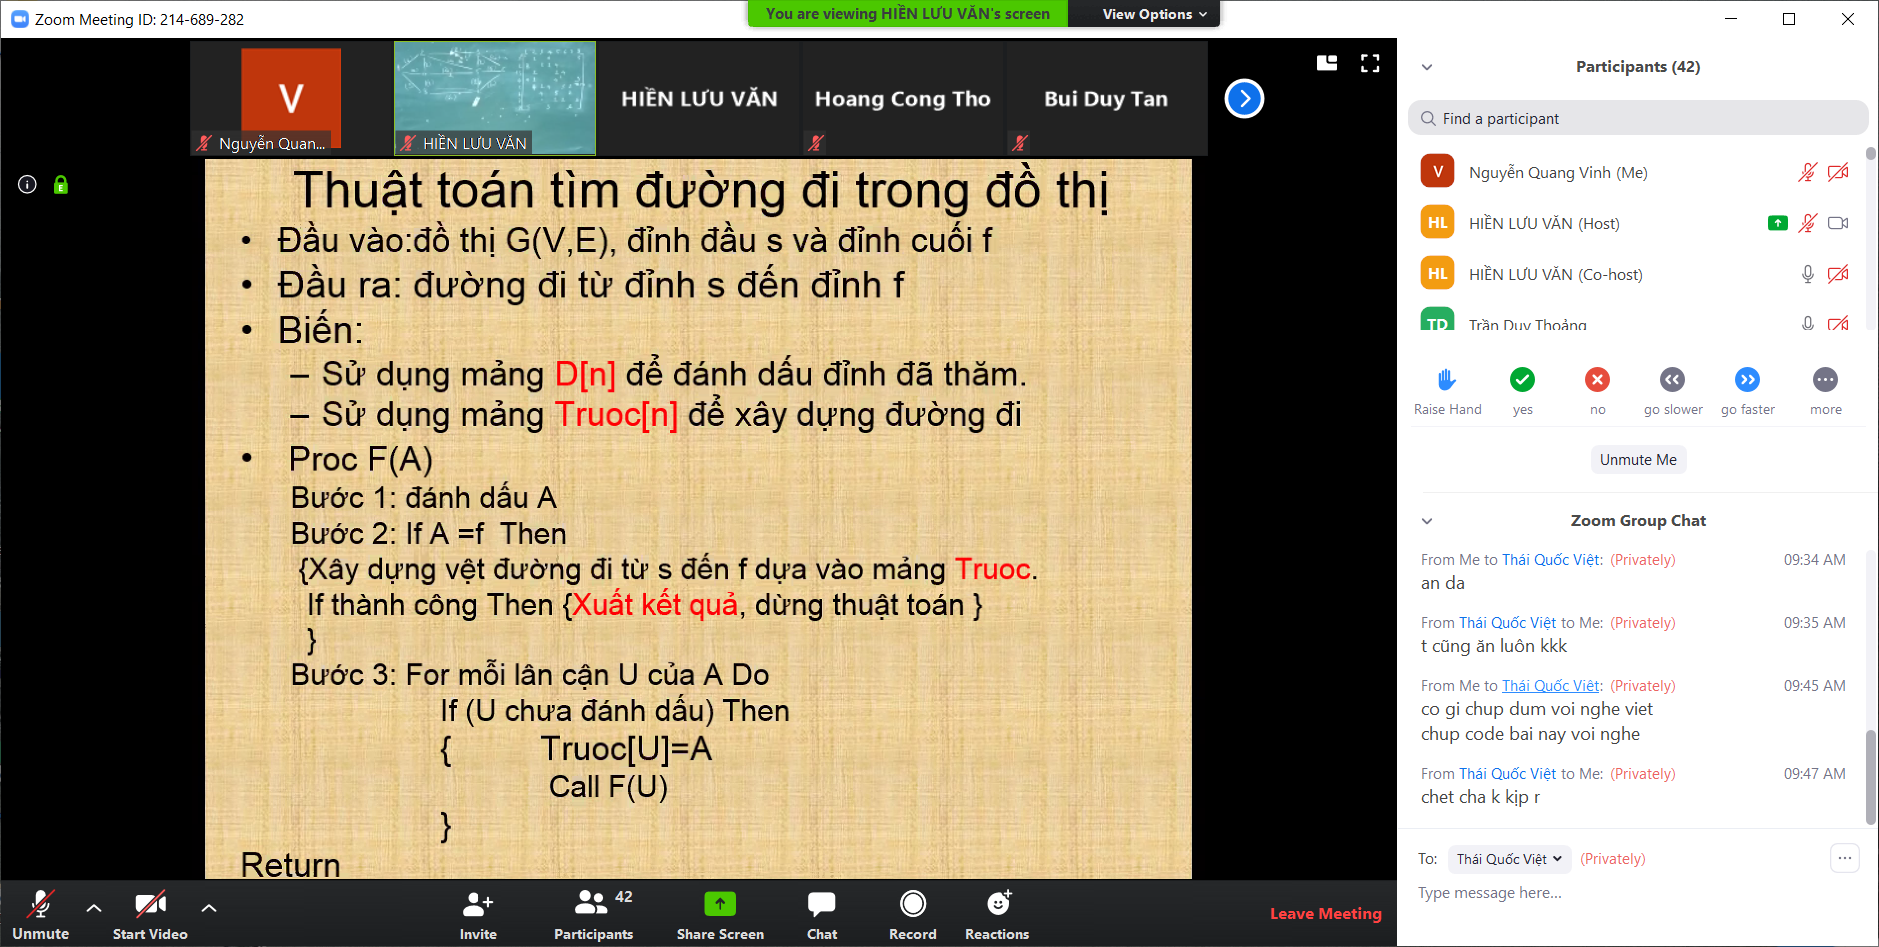 Zoom Meeting ID: 214-689-282
You are viewing HIỀN LƯU VĂN's screen
View Options
V
Nguyễn Quan...
HIỀN LƯU VĂN
HIỀN LƯU VĂN
Hoang Cong Tho
Bui Duy Tan
E
Thuật toán tìm đường đi trong đồ thị
• Đầu vào:đồ thị G(V,E), đỉnh đầu s và đỉnh cuối f
• Đầu ra: đường đi từ đỉnh s đến đỉnh f
• Biến:
– Sử dụng mảng D[n] để đánh dấu đỉnh đã thăm.
– Sử dụng mảng Truoc[n] để xây dựng đường đi
• Proc F(A)
Bước 1: đánh dấu A
Bước 2: If A =f Then
{Xây dựng vệt đường đi từ s đến f dựa vào mảng Truoc.
If thành công Then {Xuất kết quả, dừng thuật toán }
}
Bước 3: For mỗi lân cận U của A Do
If (U chưa đánh dấu) Then
{ Truoc[U]=A
Call F(U)
}
Return
Unmute
Start Video
Invite
Participants
42
Share Screen
Chat
Record
Reactions
Leave Meeting
Participants (42)
Find a participant
V
Nguyễn Quang Vinh (Me)
HL
HIỀN LƯU VĂN (Host)
HL
HIỀN LƯU VĂN (Co-host)
TD
Trần Duy Thoảng
Raise Hand
yes
no
go slower
go faster
more
Unmute Me
Zoom Group Chat
From Me to Thái Quốc Việt: (Privately) 09:34 AM
an da
From Thái Quốc Việt to Me: (Privately) 09:35 AM
t cũng ăn luôn kkk
From Me to Thái Quốc Việt: (Privately) 09:45 AM
co gi chup dum voi nghe viet
chup code bai nay voi nghe
From Thái Quốc Việt to Me: (Privately) 09:47 AM
chet cha k kịp r
To: Thái Quốc Việt (Privately)
Type message here...